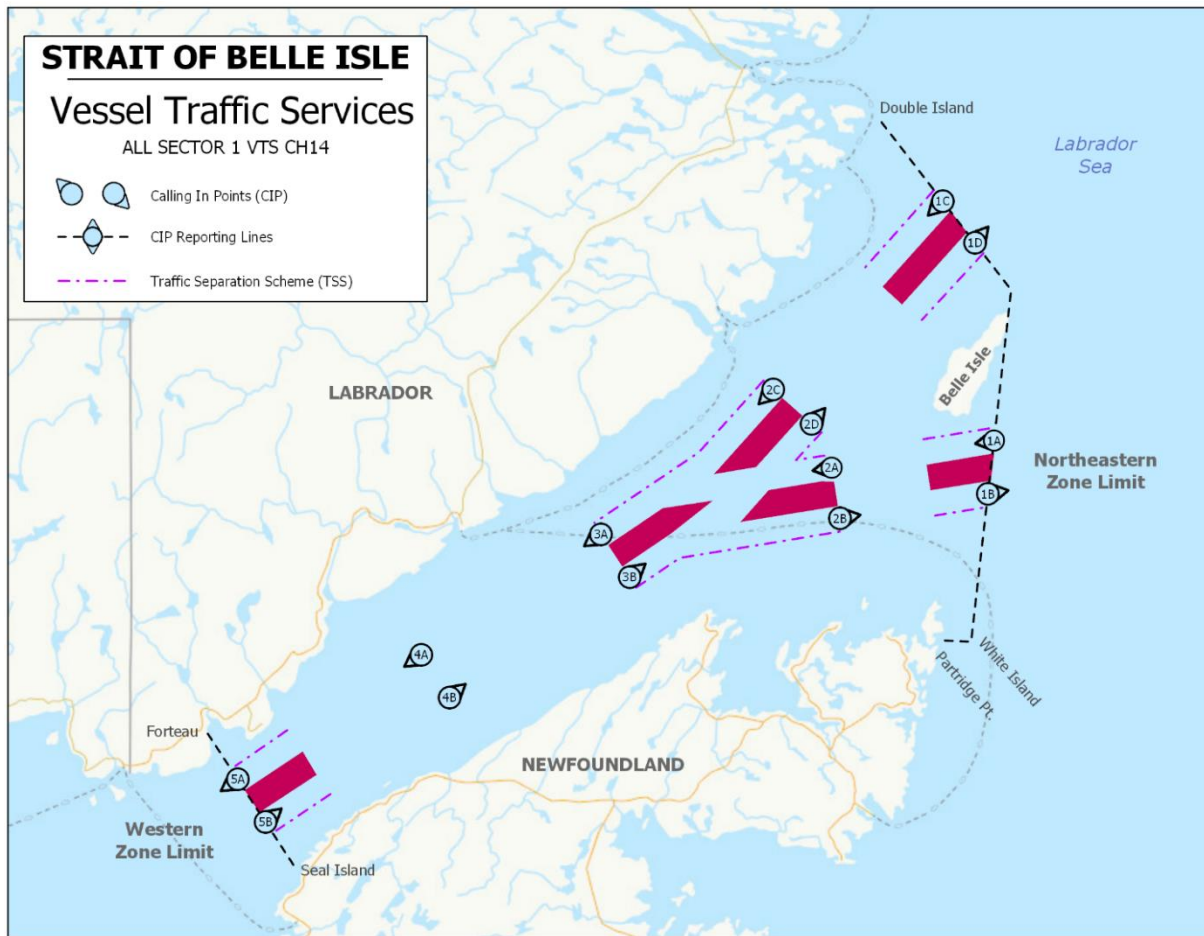 STRAIT OF BELLE ISLE
Vessel Traffic Services
ALL SECTOR 1 VTS CH14
Calling In Points (CIP)
CIP Reporting Lines
Traffic Separation Scheme (TSS)
Double Island
Labrador
Sea
1C
1D
LABRADOR
Belle Isle
2C
2D
1A
2A
Northeastern
Zone Limit
1B
2B
3A
3B
4A
White Island
Partridge Pt.
4B
Forteau
NEWFOUNDLAND
5A
5B
Western
Zone Limit
Seal Island